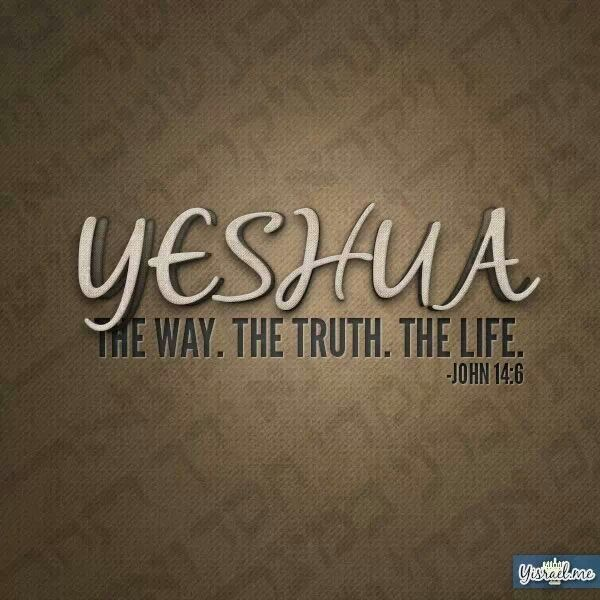 YESHUA
THE WAY. THE TRUTH. THE LIFE.
-JOHN 14:6
Yisrael.me